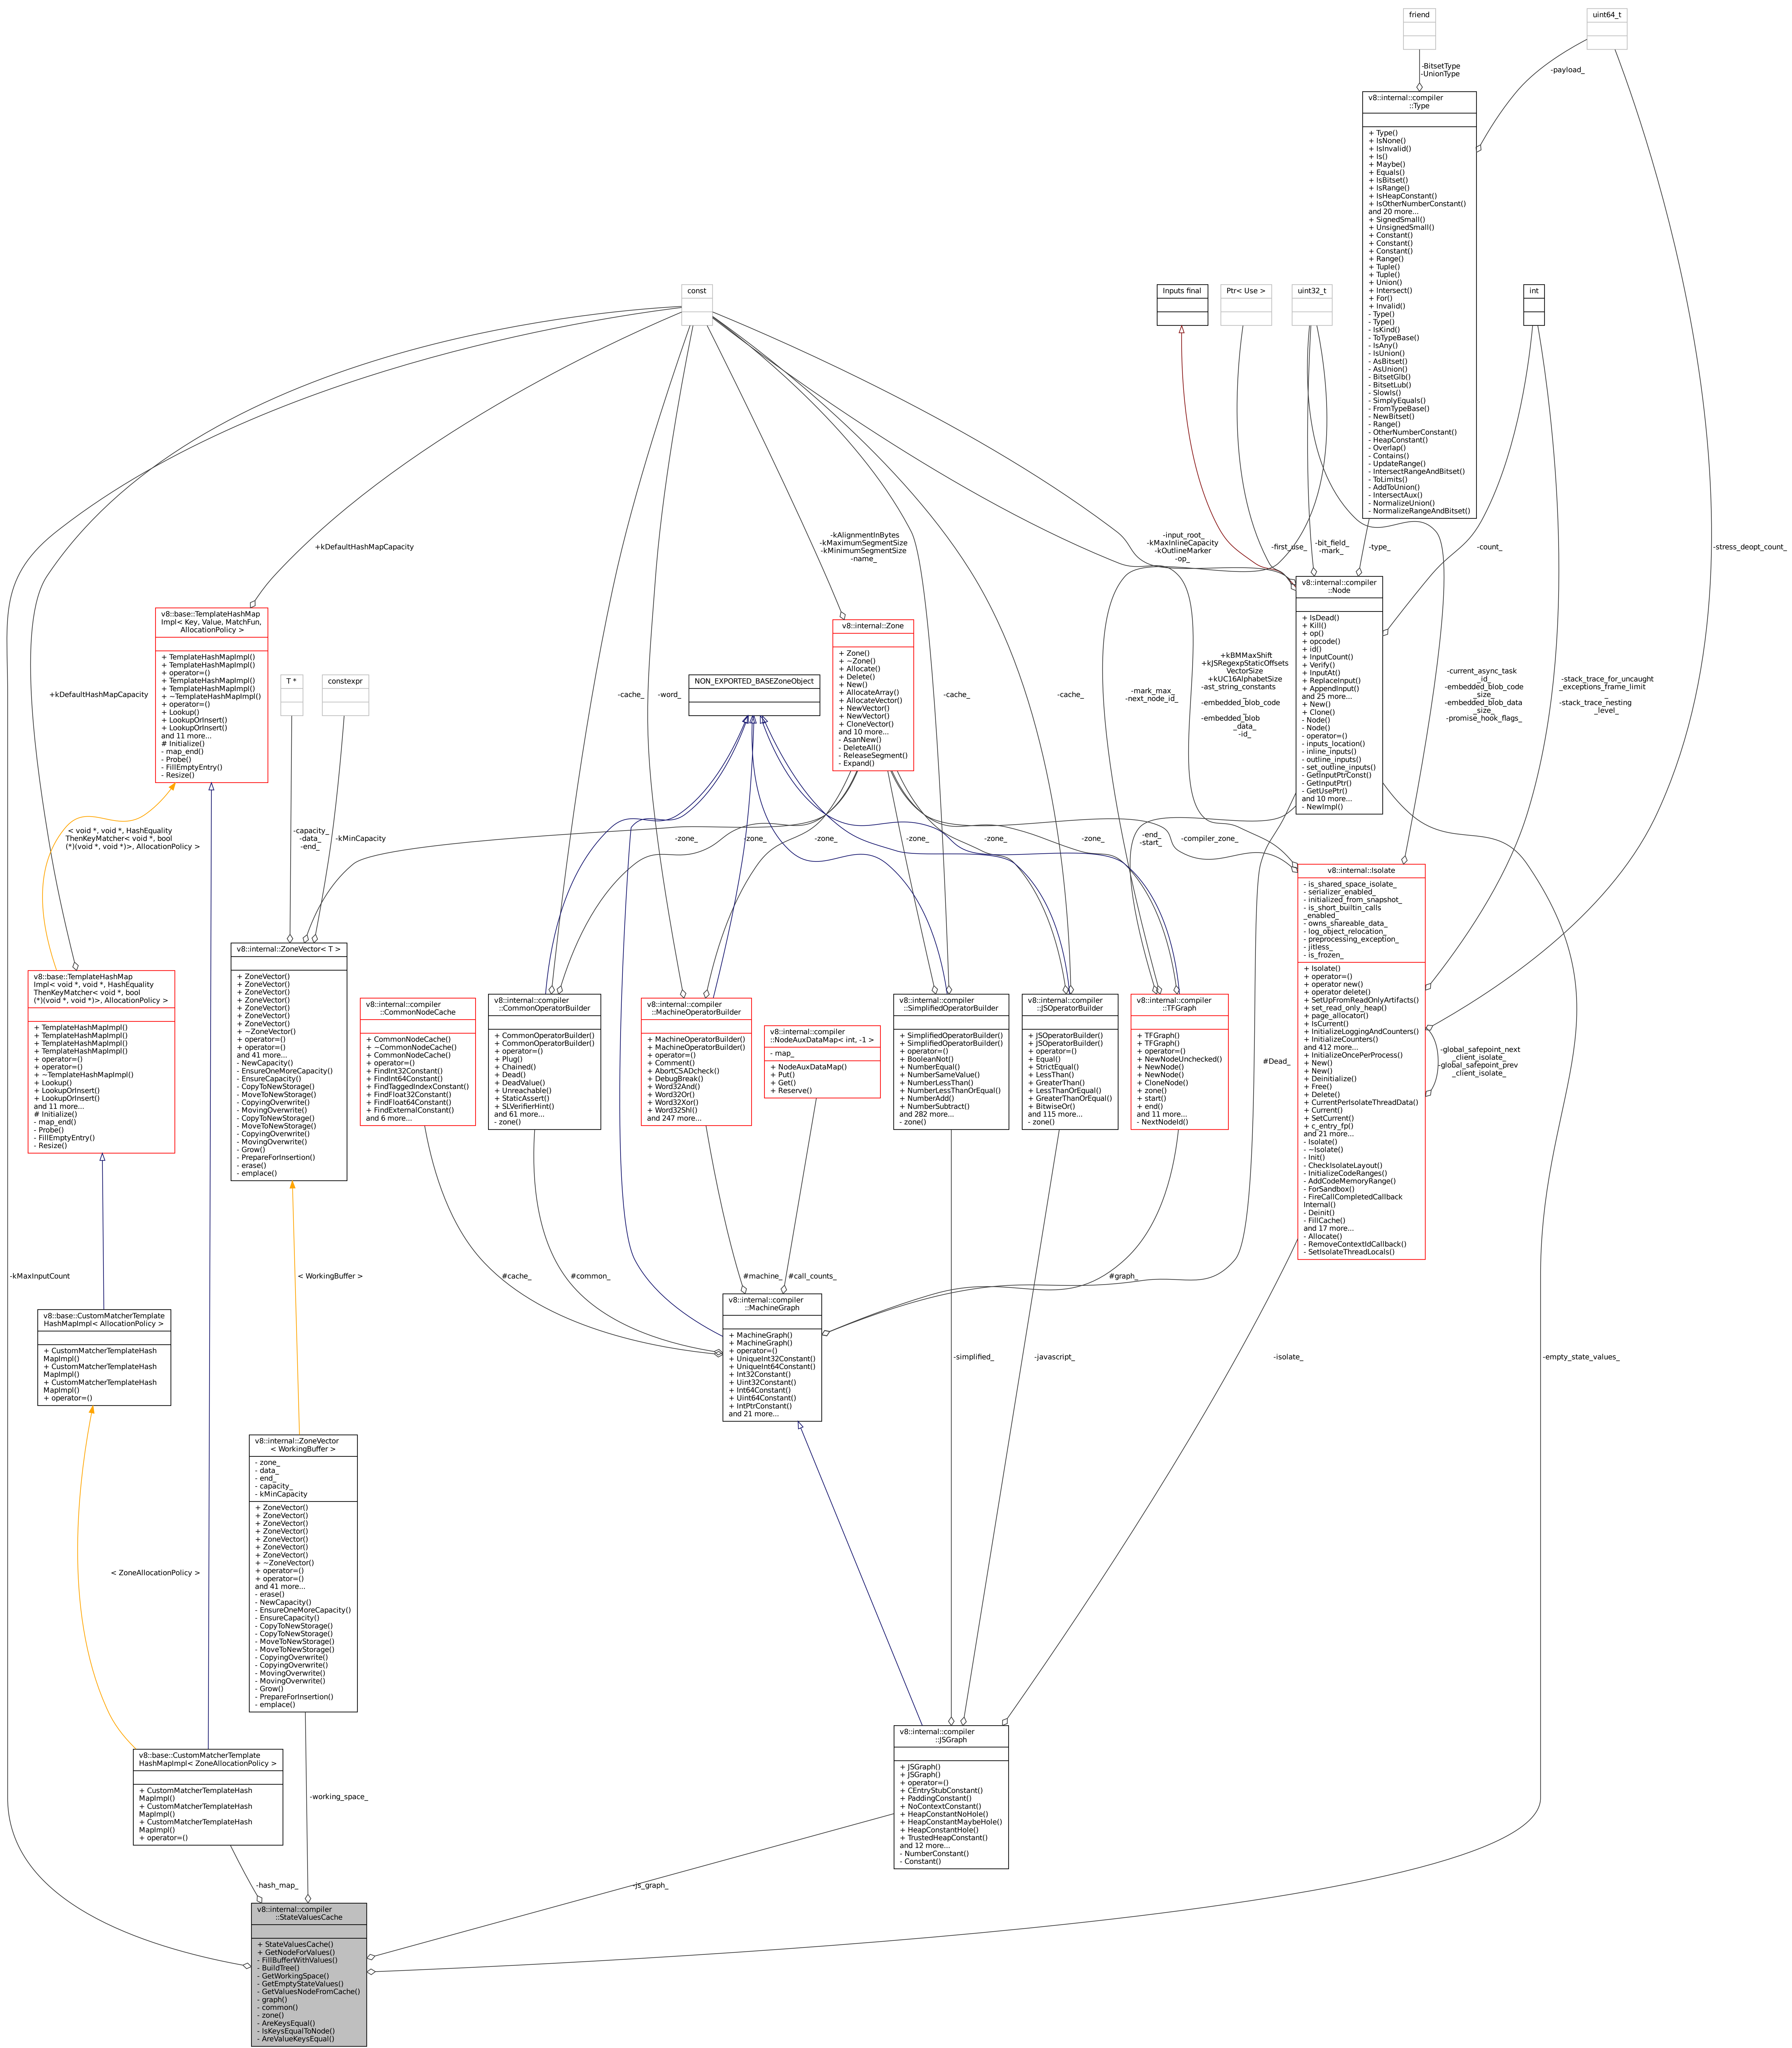 friend
uint64_t
-BitsetType
-UnionType
-payload_
v8::internal::compiler
::Type
+ Type()
+ IsNone()
+ IsInvalid()
+ Is()
+ Maybe()
+ Equals()
+ IsBitset()
+ IsRange()
+ IsHeapConstant()
+ IsOtherNumberConstant()
and 20 more...
+ SignedSmall()
+ UnsignedSmall()
+ Constant()
+ Constant()
+ Constant()
+ Range()
+ Tuple()
+ Tuple()
+ Union()
+ Intersect()
+ For()
+ Invalid()
- Type()
- Type()
- IsKind()
- ToTypeBase()
- IsAny()
- IsUnion()
- AsBitset()
- AsUnion()
- BitsetGlb()
- BitsetLub()
- SlowIs()
- SimplyEquals()
- FromTypeBase()
- NewBitset()
- Range()
- OtherNumberConstant()
- HeapConstant()
- Overlap()
- Contains()
- UpdateRange()
- IntersectRangeAndBitset()
- ToLimits()
- AddToUnion()
- IntersectAux()
- NormalizeUnion()
- NormalizeRangeAndBitset()
const
Inputs final
Ptr< Use >
uint32_t
int
+kDefaultHashMapCapacity
-kAlignmentInBytes
-kMaximumSegmentSize
-kMinimumSegmentSize
-name_
-input_root_
-kMaxInlineCapacity
-kOutlineMarker
-op_
-first_use_
-bit_field_
-mark_
-type_
-count_
-stress_deopt_count_
v8::internal::compiler
::Node
+ IsDead()
+ Kill()
+ op()
+ opcode()
+ id()
+ InputCount()
+ Verify()
+ InputAt()
+ ReplaceInput()
+ AppendInput()
and 25 more...
+ New()
+ Clone()
- Node()
- Node()
- operator=()
- inputs_location()
- inline_inputs()
- outline_inputs()
- set_outline_inputs()
- GetInputPtrConst()
- GetInputPtr()
- GetUsePtr()
and 10 more...
- NewImpl()
v8::base::TemplateHashMap
Impl< Key, Value, MatchFun,
AllocationPolicy >
+ TemplateHashMapImpl()
+ TemplateHashMapImpl()
+ operator=()
+ TemplateHashMapImpl()
+ TemplateHashMapImpl()
+ ~TemplateHashMapImpl()
+ operator=()
+ Lookup()
+ LookupOrInsert()
+ LookupOrInsert()
and 11 more...
# Initialize()
- map_end()
- Probe()
- FillEmptyEntry()
- Resize()
v8::internal::Zone
+ Zone()
+ ~Zone()
+ Allocate()
+ Delete()
+ New()
+ AllocateArray()
+ AllocateVector()
+ NewVector()
+ NewVector()
+ CloneVector()
and 10 more...
- AsanNew()
- DeleteAll()
- ReleaseSegment()
- Expand()
+kDefaultHashMapCapacity
T *
constexpr
-cache_
-word_
NON_EXPORTED_BASEZoneObject
-cache_
-cache_
-mark_max_
-next_node_id_
+kBMMaxShift
+kJSRegexpStaticOffsets
VectorSize
+kUC16AlphabetSize
-ast_string_constants
_
-embedded_blob_code
_
-embedded_blob
_data_
-id_
-current_async_task
_id_
-embedded_blob_code
_size_
-embedded_blob_data
_size_
-promise_hook_flags_
-stack_trace_for_uncaught
_exceptions_frame_limit
_
-stack_trace_nesting
_level_
< void *, void *, HashEquality
ThenKeyMatcher< void *, bool
(*)(void *, void *)>, AllocationPolicy >
-capacity_
-data_
-end_
-kMinCapacity
-zone_
-zone_
-zone_
-zone_
-zone_
-zone_
-end_
-start_
-compiler_zone_
v8::internal::Isolate
- is_shared_space_isolate_
- serializer_enabled_
- initialized_from_snapshot_
- is_short_builtin_calls
_enabled_
- owns_shareable_data_
- log_object_relocation_
- preprocessing_exception_
- jitless_
- is_frozen_
+ Isolate()
+ operator=()
+ operator new()
+ operator delete()
+ SetUpFromReadOnlyArtifacts()
+ set_read_only_heap()
+ page_allocator()
+ IsCurrent()
+ InitializeLoggingAndCounters()
+ InitializeCounters()
and 412 more...
+ InitializeOncePerProcess()
+ New()
+ New()
+ Deinitialize()
+ Free()
+ Delete()
+ CurrentPerIsolateThreadData()
+ Current()
+ SetCurrent()
+ c_entry_fp()
and 21 more...
- Isolate()
- ~Isolate()
- Init()
- CheckIsolateLayout()
- InitializeCodeRanges()
- AddCodeMemoryRange()
- ForSandbox()
- FireCallCompletedCallback
Internal()
- Deinit()
- FillCache()
and 17 more...
- Allocate()
- RemoveContextIdCallback()
- SetIsolateThreadLocals()
-global_safepoint_next
_client_isolate_
-global_safepoint_prev
_client_isolate_
v8::base::TemplateHashMap
Impl< void *, void *, HashEquality
ThenKeyMatcher< void *, bool
(*)(void *, void *)>, AllocationPolicy >
+ TemplateHashMapImpl()
+ TemplateHashMapImpl()
+ TemplateHashMapImpl()
+ TemplateHashMapImpl()
+ operator=()
+ operator=()
+ ~TemplateHashMapImpl()
+ Lookup()
+ LookupOrInsert()
+ LookupOrInsert()
and 11 more...
# Initialize()
- map_end()
- Probe()
- FillEmptyEntry()
- Resize()
v8::internal::ZoneVector< T >
+ ZoneVector()
+ ZoneVector()
+ ZoneVector()
+ ZoneVector()
+ ZoneVector()
+ ZoneVector()
+ ZoneVector()
+ ~ZoneVector()
+ operator=()
+ operator=()
and 41 more...
- NewCapacity()
- EnsureOneMoreCapacity()
- EnsureCapacity()
- CopyToNewStorage()
- MoveToNewStorage()
- CopyingOverwrite()
- MovingOverwrite()
- CopyToNewStorage()
- MoveToNewStorage()
- CopyingOverwrite()
- MovingOverwrite()
- Grow()
- PrepareForInsertion()
- erase()
- emplace()
v8::internal::compiler
::CommonNodeCache
+ CommonNodeCache()
+ ~CommonNodeCache()
+ CommonNodeCache()
+ operator=()
+ FindInt32Constant()
+ FindInt64Constant()
+ FindTaggedIndexConstant()
+ FindFloat32Constant()
+ FindFloat64Constant()
+ FindExternalConstant()
and 6 more...
v8::internal::compiler
::CommonOperatorBuilder
+ CommonOperatorBuilder()
+ CommonOperatorBuilder()
+ operator=()
+ Plug()
+ Chained()
+ Dead()
+ DeadValue()
+ Unreachable()
+ StaticAssert()
+ SLVerifierHint()
and 61 more...
- zone()
v8::internal::compiler
::MachineOperatorBuilder
+ MachineOperatorBuilder()
+ MachineOperatorBuilder()
+ operator=()
+ Comment()
+ AbortCSADcheck()
+ DebugBreak()
+ Word32And()
+ Word32Or()
+ Word32Xor()
+ Word32Shl()
and 247 more...
v8::internal::compiler
::NodeAuxDataMap< int, -1 >
- map_
+ NodeAuxDataMap()
+ Put()
+ Get()
+ Reserve()
v8::internal::compiler
::SimplifiedOperatorBuilder
+ SimplifiedOperatorBuilder()
+ SimplifiedOperatorBuilder()
+ operator=()
+ BooleanNot()
+ NumberEqual()
+ NumberSameValue()
+ NumberLessThan()
+ NumberLessThanOrEqual()
+ NumberAdd()
+ NumberSubtract()
and 282 more...
- zone()
v8::internal::compiler
::JSOperatorBuilder
+ JSOperatorBuilder()
+ JSOperatorBuilder()
+ operator=()
+ Equal()
+ StrictEqual()
+ LessThan()
+ GreaterThan()
+ LessThanOrEqual()
+ GreaterThanOrEqual()
+ BitwiseOr()
and 115 more...
- zone()
v8::internal::compiler
::TFGraph
+ TFGraph()
+ TFGraph()
+ operator=()
+ NewNodeUnchecked()
+ NewNode()
+ NewNode()
+ CloneNode()
+ zone()
+ start()
+ end()
and 11 more...
- NextNodeId()
#Dead_
-kMaxInputCount
< WorkingBuffer >
#cache_
#common_
#machine_
#call_counts_
#graph_
v8::internal::compiler
::MachineGraph
+ MachineGraph()
+ MachineGraph()
+ operator=()
+ UniqueInt32Constant()
+ UniqueInt64Constant()
+ Int32Constant()
+ Uint32Constant()
+ Int64Constant()
+ Uint64Constant()
+ IntPtrConstant()
and 21 more...
-simplified_
-javascript_
-isolate_
-empty_state_values_
v8::base::CustomMatcherTemplate
HashMapImpl< AllocationPolicy >
+ CustomMatcherTemplateHash
MapImpl()
+ CustomMatcherTemplateHash
MapImpl()
+ CustomMatcherTemplateHash
MapImpl()
+ operator=()
v8::internal::ZoneVector
< WorkingBuffer >
- zone_
- data_
- end_
- capacity_
- kMinCapacity
+ ZoneVector()
+ ZoneVector()
+ ZoneVector()
+ ZoneVector()
+ ZoneVector()
+ ZoneVector()
+ ZoneVector()
+ ~ZoneVector()
+ operator=()
+ operator=()
and 41 more...
- erase()
- NewCapacity()
- EnsureOneMoreCapacity()
- EnsureCapacity()
- CopyToNewStorage()
- CopyToNewStorage()
- MoveToNewStorage()
- MoveToNewStorage()
- CopyingOverwrite()
- CopyingOverwrite()
- MovingOverwrite()
- MovingOverwrite()
- Grow()
- PrepareForInsertion()
- emplace()
< ZoneAllocationPolicy >
v8::internal::compiler
::JSGraph
+ JSGraph()
+ JSGraph()
+ operator=()
+ CEntryStubConstant()
+ PaddingConstant()
+ NoContextConstant()
+ HeapConstantNoHole()
+ HeapConstantMaybeHole()
+ HeapConstantHole()
+ TrustedHeapConstant()
and 12 more...
- NumberConstant()
- Constant()
v8::base::CustomMatcherTemplate
HashMapImpl< ZoneAllocationPolicy >
+ CustomMatcherTemplateHash
MapImpl()
+ CustomMatcherTemplateHash
MapImpl()
+ CustomMatcherTemplateHash
MapImpl()
+ operator=()
-working_space_
-hash_map_
-js_graph_
v8::internal::compiler
::StateValuesCache
+ StateValuesCache()
+ GetNodeForValues()
- FillBufferWithValues()
- BuildTree()
- GetWorkingSpace()
- GetEmptyStateValues()
- GetValuesNodeFromCache()
- graph()
- common()
- zone()
- AreKeysEqual()
- IsKeysEqualToNode()
- AreValueKeysEqual()